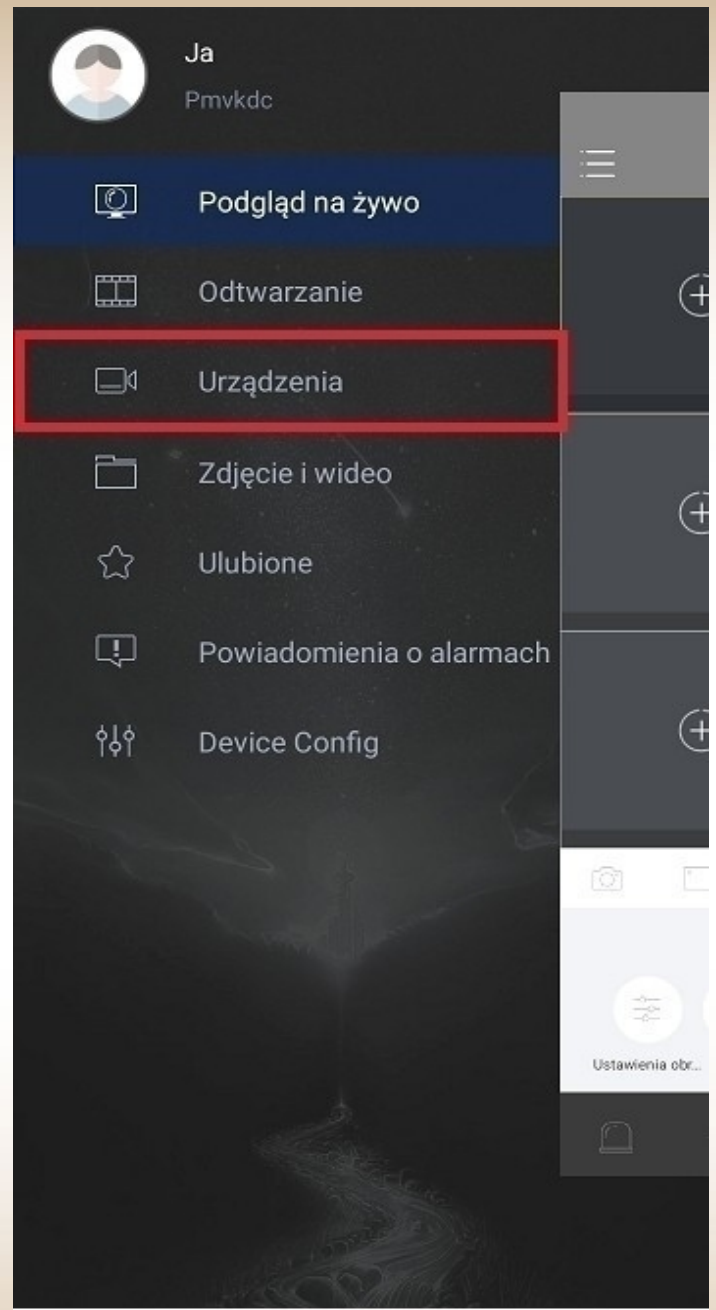 Ja
Pmvkdc
Podgląd na żywo
Odtwarzanie
Urządzenia
Zdjęcie i wideo
Ulubione
Powiadomienia o alarmach
Device Config
Ustawienia obr...